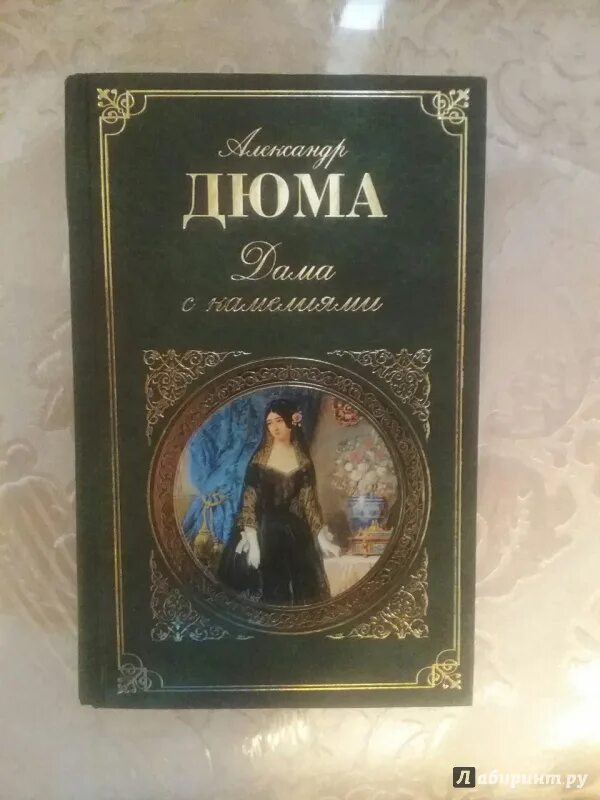 Александр
ДЮМА
Дама
с камелиями
Лабиринт.ру